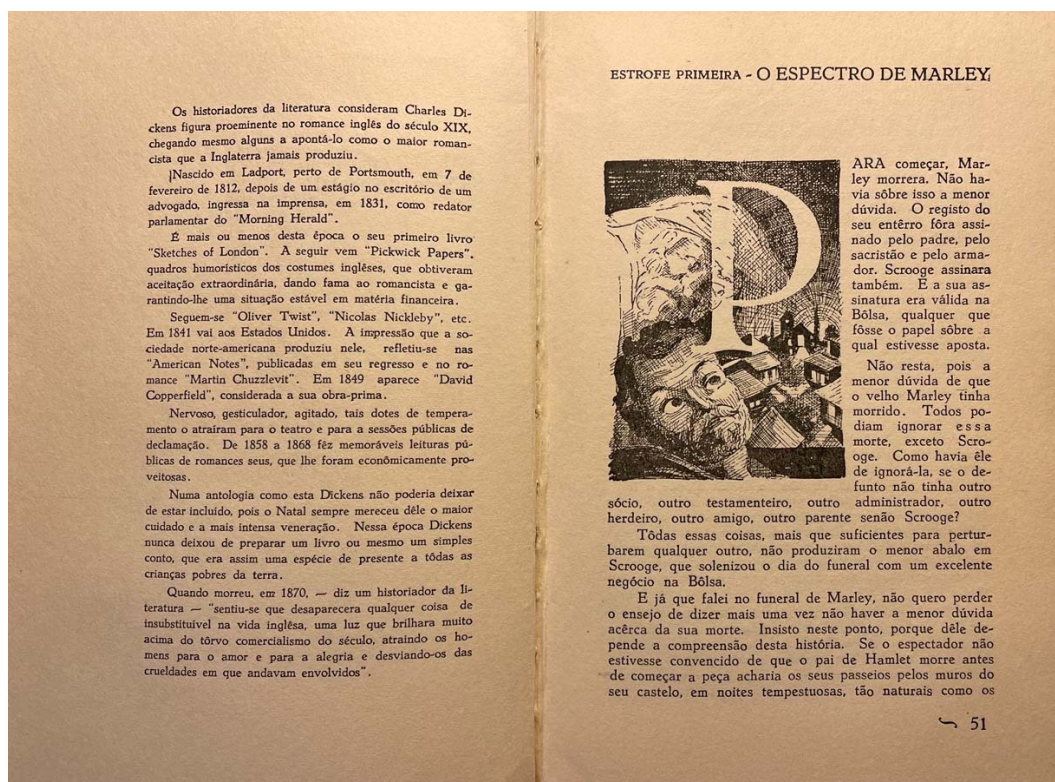 Os historiadores da literatura consideram Charles Di-
ckens figura proeminente no romance inglês do século XIX,
chegando mesmo alguns a apontá-lo como o maior roman-
cista que a Inglaterra jamais produziu.
Nascido em Ladport, perto de Portsmouth, em 7 de
fevereiro de 1812, depois de um estágio no escritório de um
advogado, ingressa na imprensa, em 1831, como redator
parlamentar do "Morning Herald".
É mais ou menos desta época o seu primeiro livro
"Sketches of London". A seguir vem "Pickwick Papers",
quadros humorísticos dos costumes inglêses, que obtiveram
aceitação extraordinária, dando fama ao romancista e ga-
rantindo-lhe uma situação estável em matéria financeira.
Seguem-se "Oliver Twist", "Nicolas Nickleby", etc.
Em 1841 vai aos Estados Unidos. A impressão que a so-
ciedade norte-americana produziu nele, refletiu-se nas
"American Notes", publicadas em seu regresso e no ro-
mance "Martin Chuzzlevit". Em 1849 aparece "David
Copperfield", considerada a sua obra-prima.
Nervoso, gesticulador, agitado, tais dotes de tempera-
mento o atraíram para o teatro e para a sessões públicas de
declamação. De 1858 a 1868 fêz memoráveis leituras pú-
blicas de romances seus, que lhe foram econômicamente pro-
veitosas.
Numa antologia como esta Dickens não poderia deixar
de estar incluído, pois o Natal sempre mereceu dêle o maior
cuidado e a mais intensa veneração. Nessa época Dickens
nunca deixou de preparar um livro ou mesmo um simples
conto, que era assim uma espécie de presente a tôdas as
crianças pobres da terra.
Quando morreu, em 1870, — diz um historiador da li-
teratura — "sentiu-se que desaparecera qualquer coisa de
insubstituível na vida inglêsa, uma luz que brilhara muito
acima do tôrvo comercialismo do século, atraindo os ho-
mens para o amor e para a alegria e desviando-os das
crueldades em que andavam envolvidos".
ESTROFE PRIMEIRA - O ESPECTRO DE MARLEY
P
ARA começar, Mar-
ley morrera. Não ha-
via sôbre isso a menor
dúvida. O registo do
seu entêrro fôra assi-
nado pelo padre, pelo
sacristão e pelo arma-
dor. Scrooge assinara
também. E a sua as-
sinatura era válida na
Bôlsa, qualquer que
fôsse o papel sôbre a
qual estivesse aposta.
Não resta, pois a
menor dúvida de que
o velho Marley tinha
morrido. Todos po-
diam ignorar essa
morte, exceto Scro-
oge. Como havia êle
de ignorá-la, se o de-
funto não tinha outro
sócio, outro testamenteiro, outro administrador, outro
herdeiro, outro amigo, outro parente senão Scrooge?
Tôdas essas coisas, mais que suficientes para pertur-
barem qualquer outro, não produziram o menor abalo em
Scrooge, que solenizou o dia do funeral com um excelente
negócio na Bôlsa.
E já que falei no funeral de Marley, não quero perder
o ensejo de dizer mais uma vez não haver a menor dúvida
acêrca da sua morte. Insisto neste ponto, porque dêle de-
pende a compreensão desta história. Se o espectador não
estivesse convencido de que o pai de Hamlet morre antes
de começar a peça acharia os seus passeios pelos muros do
seu castelo, em noites tempestuosas, tão naturais como os
51